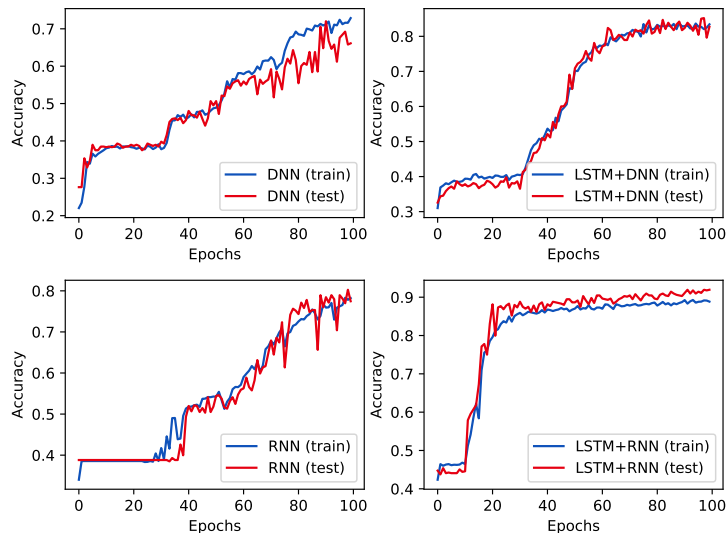 0.7
0.6
0.5
0.4
0.3
0.2
Accuracy
DNN (train)
DNN (test)
0 20 40 60 80 100
Epochs
0.8
0.7
0.6
0.5
0.4
0.3
Accuracy
LSTM+DNN (train)
LSTM+DNN (test)
0 20 40 60 80 100
Epochs
0.8
0.7
0.6
0.5
0.4
Accuracy
RNN (train)
RNN (test)
0 20 40 60 80 100
Epochs
0.9
0.8
0.7
0.6
0.5
0.4
Accuracy
LSTM+RNN (train)
LSTM+RNN (test)
0 20 40 60 80 100
Epochs